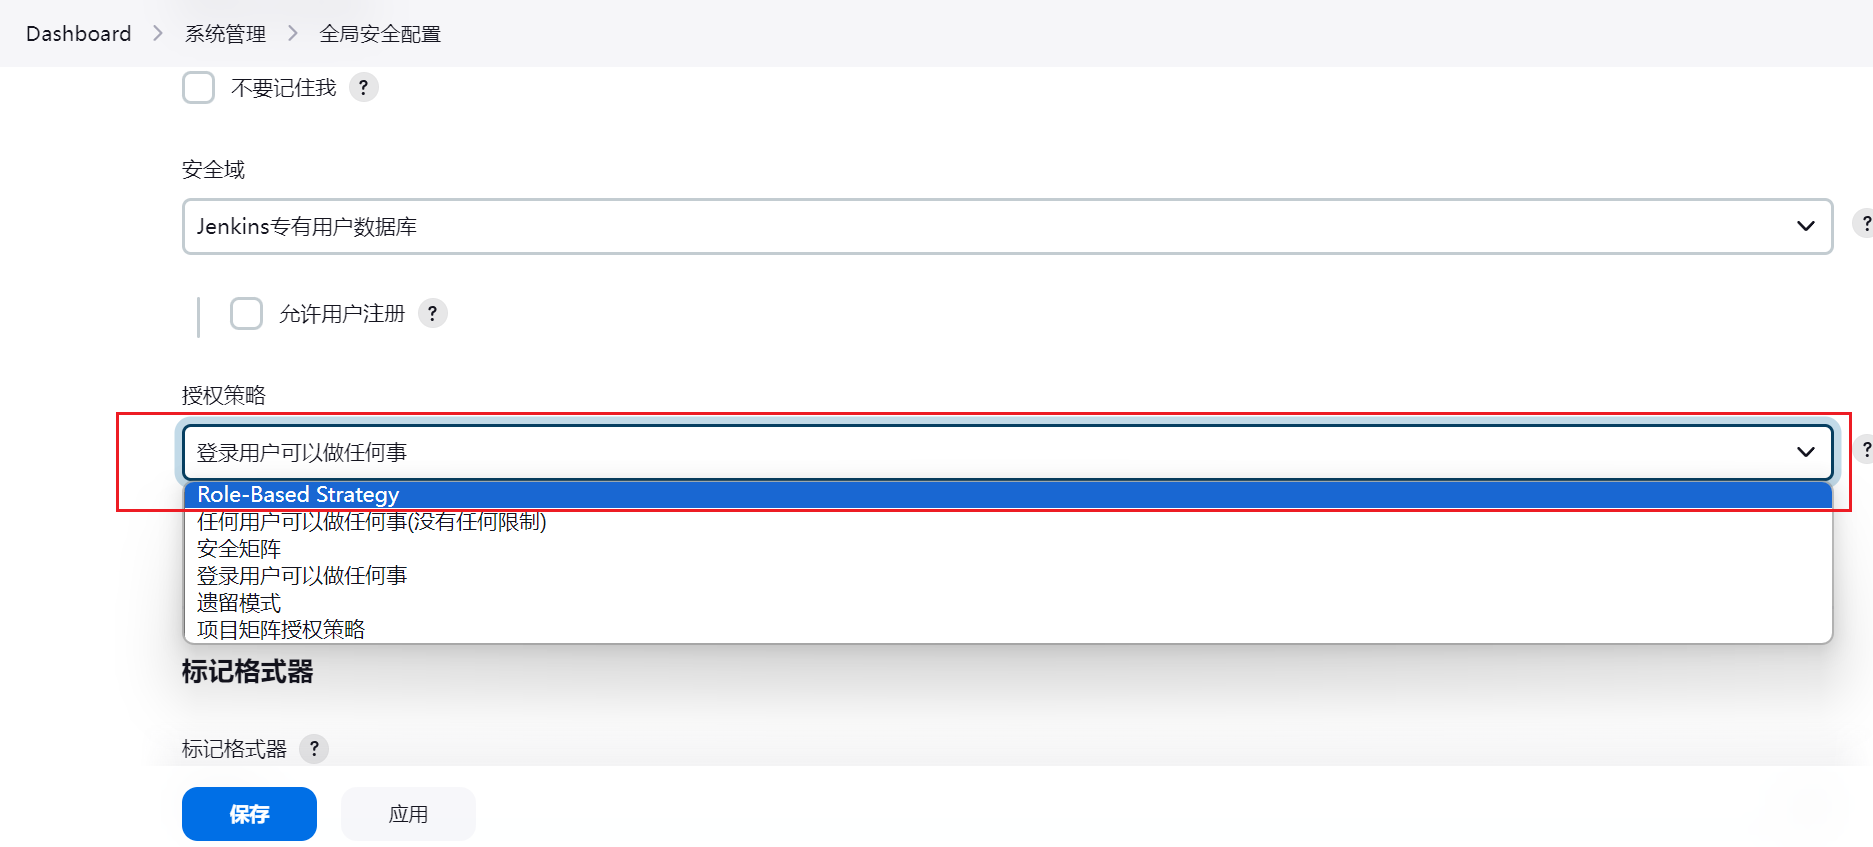 Dashboard > 系统管理 > 全局安全配置
不要记住我 ?
安全域
Jenkins专有用户数据库
?
允许用户注册 ?
授权策略
登录用户可以做任何事
?
Role-Based Strategy
任何用户可以做任何事(没有任何限制)
安全矩阵
登录用户可以做任何事
遗留模式
项目矩阵授权策略
标记格式器
标记格式器 ?
保存 应用